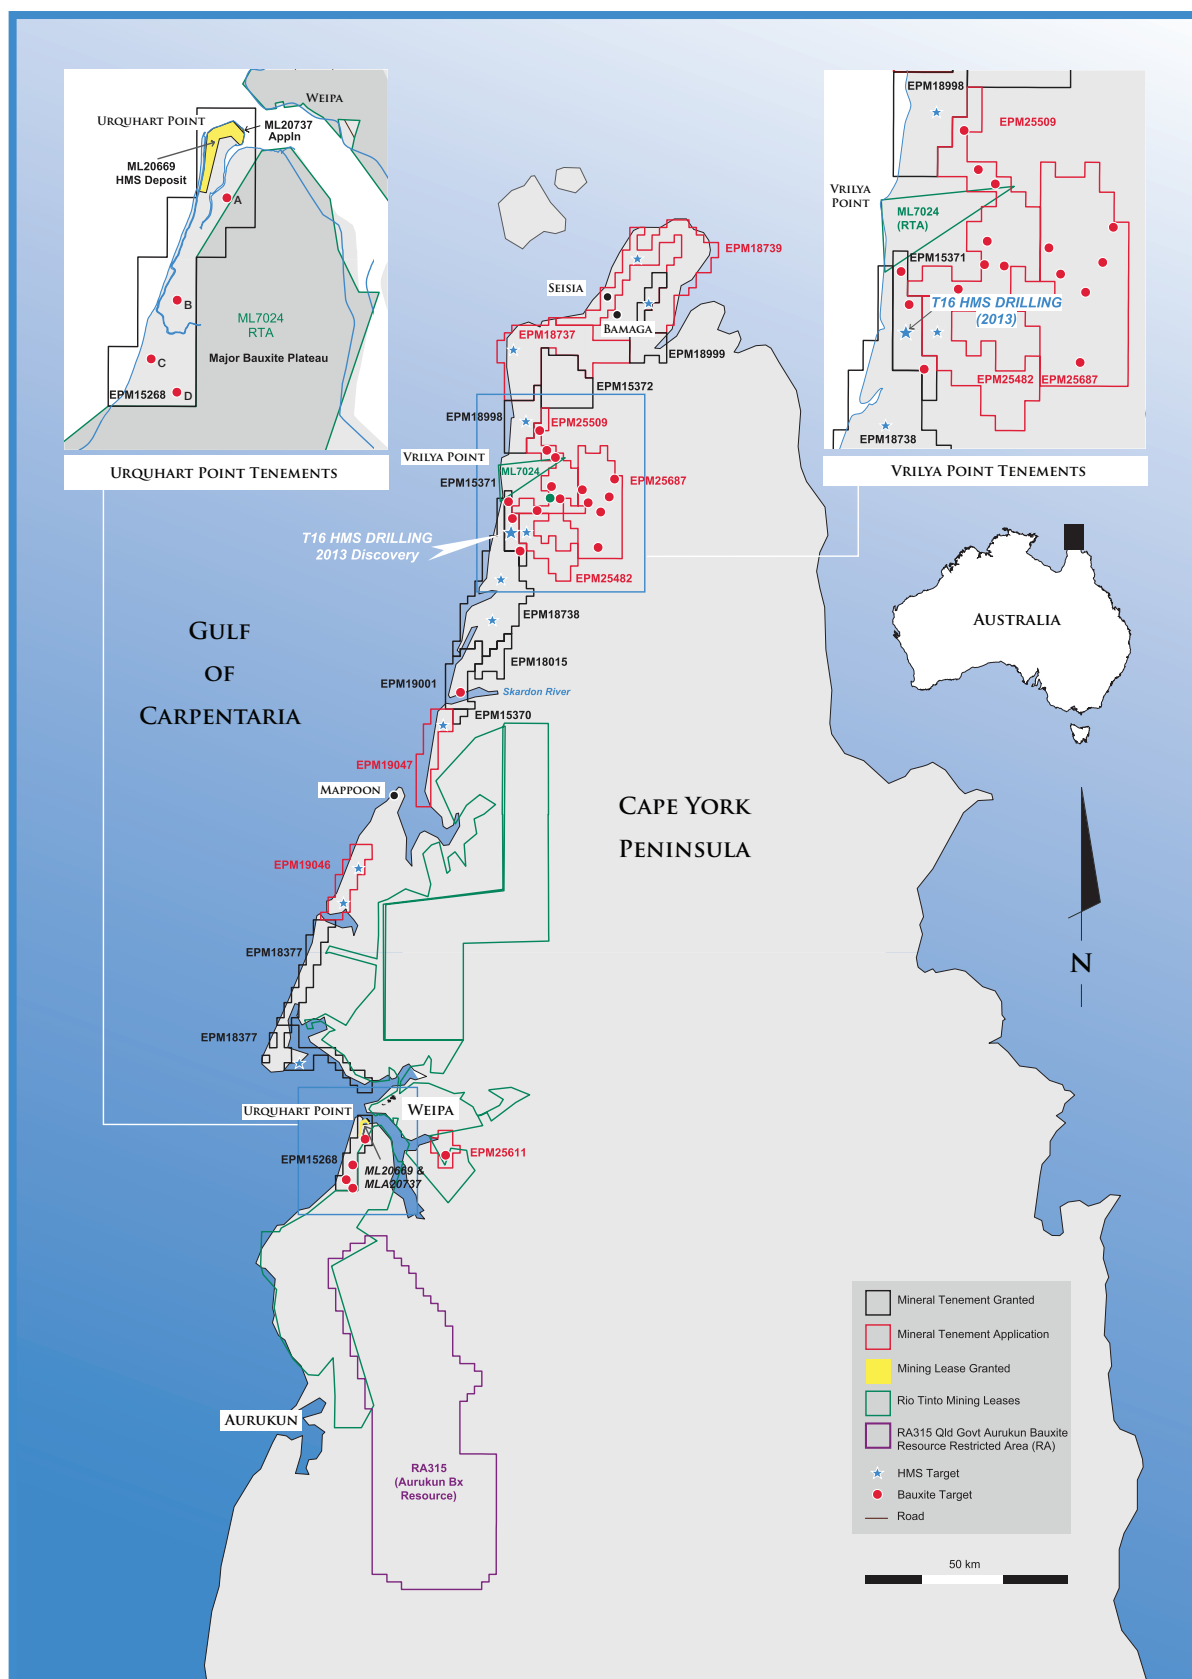 WEIPA
URQUHART POINT
ML20737
Appln
ML20669
HMS Deposit
A
B
C
D
ML7024
RTA
Major Bauxite Plateau
EPM15268
URQUHART POINT TENEMENTS
EPM18998
EPM25509
VRILYA
POINT
ML7024
(RTA)
EPM15371
T16 HMS DRILLING
(2013)
EPM25482
EPM25687
EPM18738
VRILYA POINT TENEMENTS
EPM18739
SEISIA
BAMAGA
EPM18737
EPM18999
EPM15372
EPM18998
EPM25509
VRILYA POINT
ML7024
EPM15371
EPM25687
T16 HMS DRILLING
2013 Discovery
EPM25482
EPM18738
EPM18015
EPM19001
Skardon River
EPM15370
EPM19047
MAPPOON
GULF
OF
CARPENTARIA
CAPE YORK
PENINSULA
AUSTRALIA
N
EPM19046
EPM18377
EPM18377
URQUHART POINT
WEIPA
EPM15268
ML20669 &
MLA20737
EPM25611
AURUKUN
RA315
(Aurukun Bx
Resource)
Mineral Tenement Granted
Mineral Tenement Application
Mining Lease Granted
Rio Tinto Mining Leases
RA315 Qld Govt Aurukun Bauxite
Resource Restricted Area (RA)
HMS Target
Bauxite Target
Road
50 km